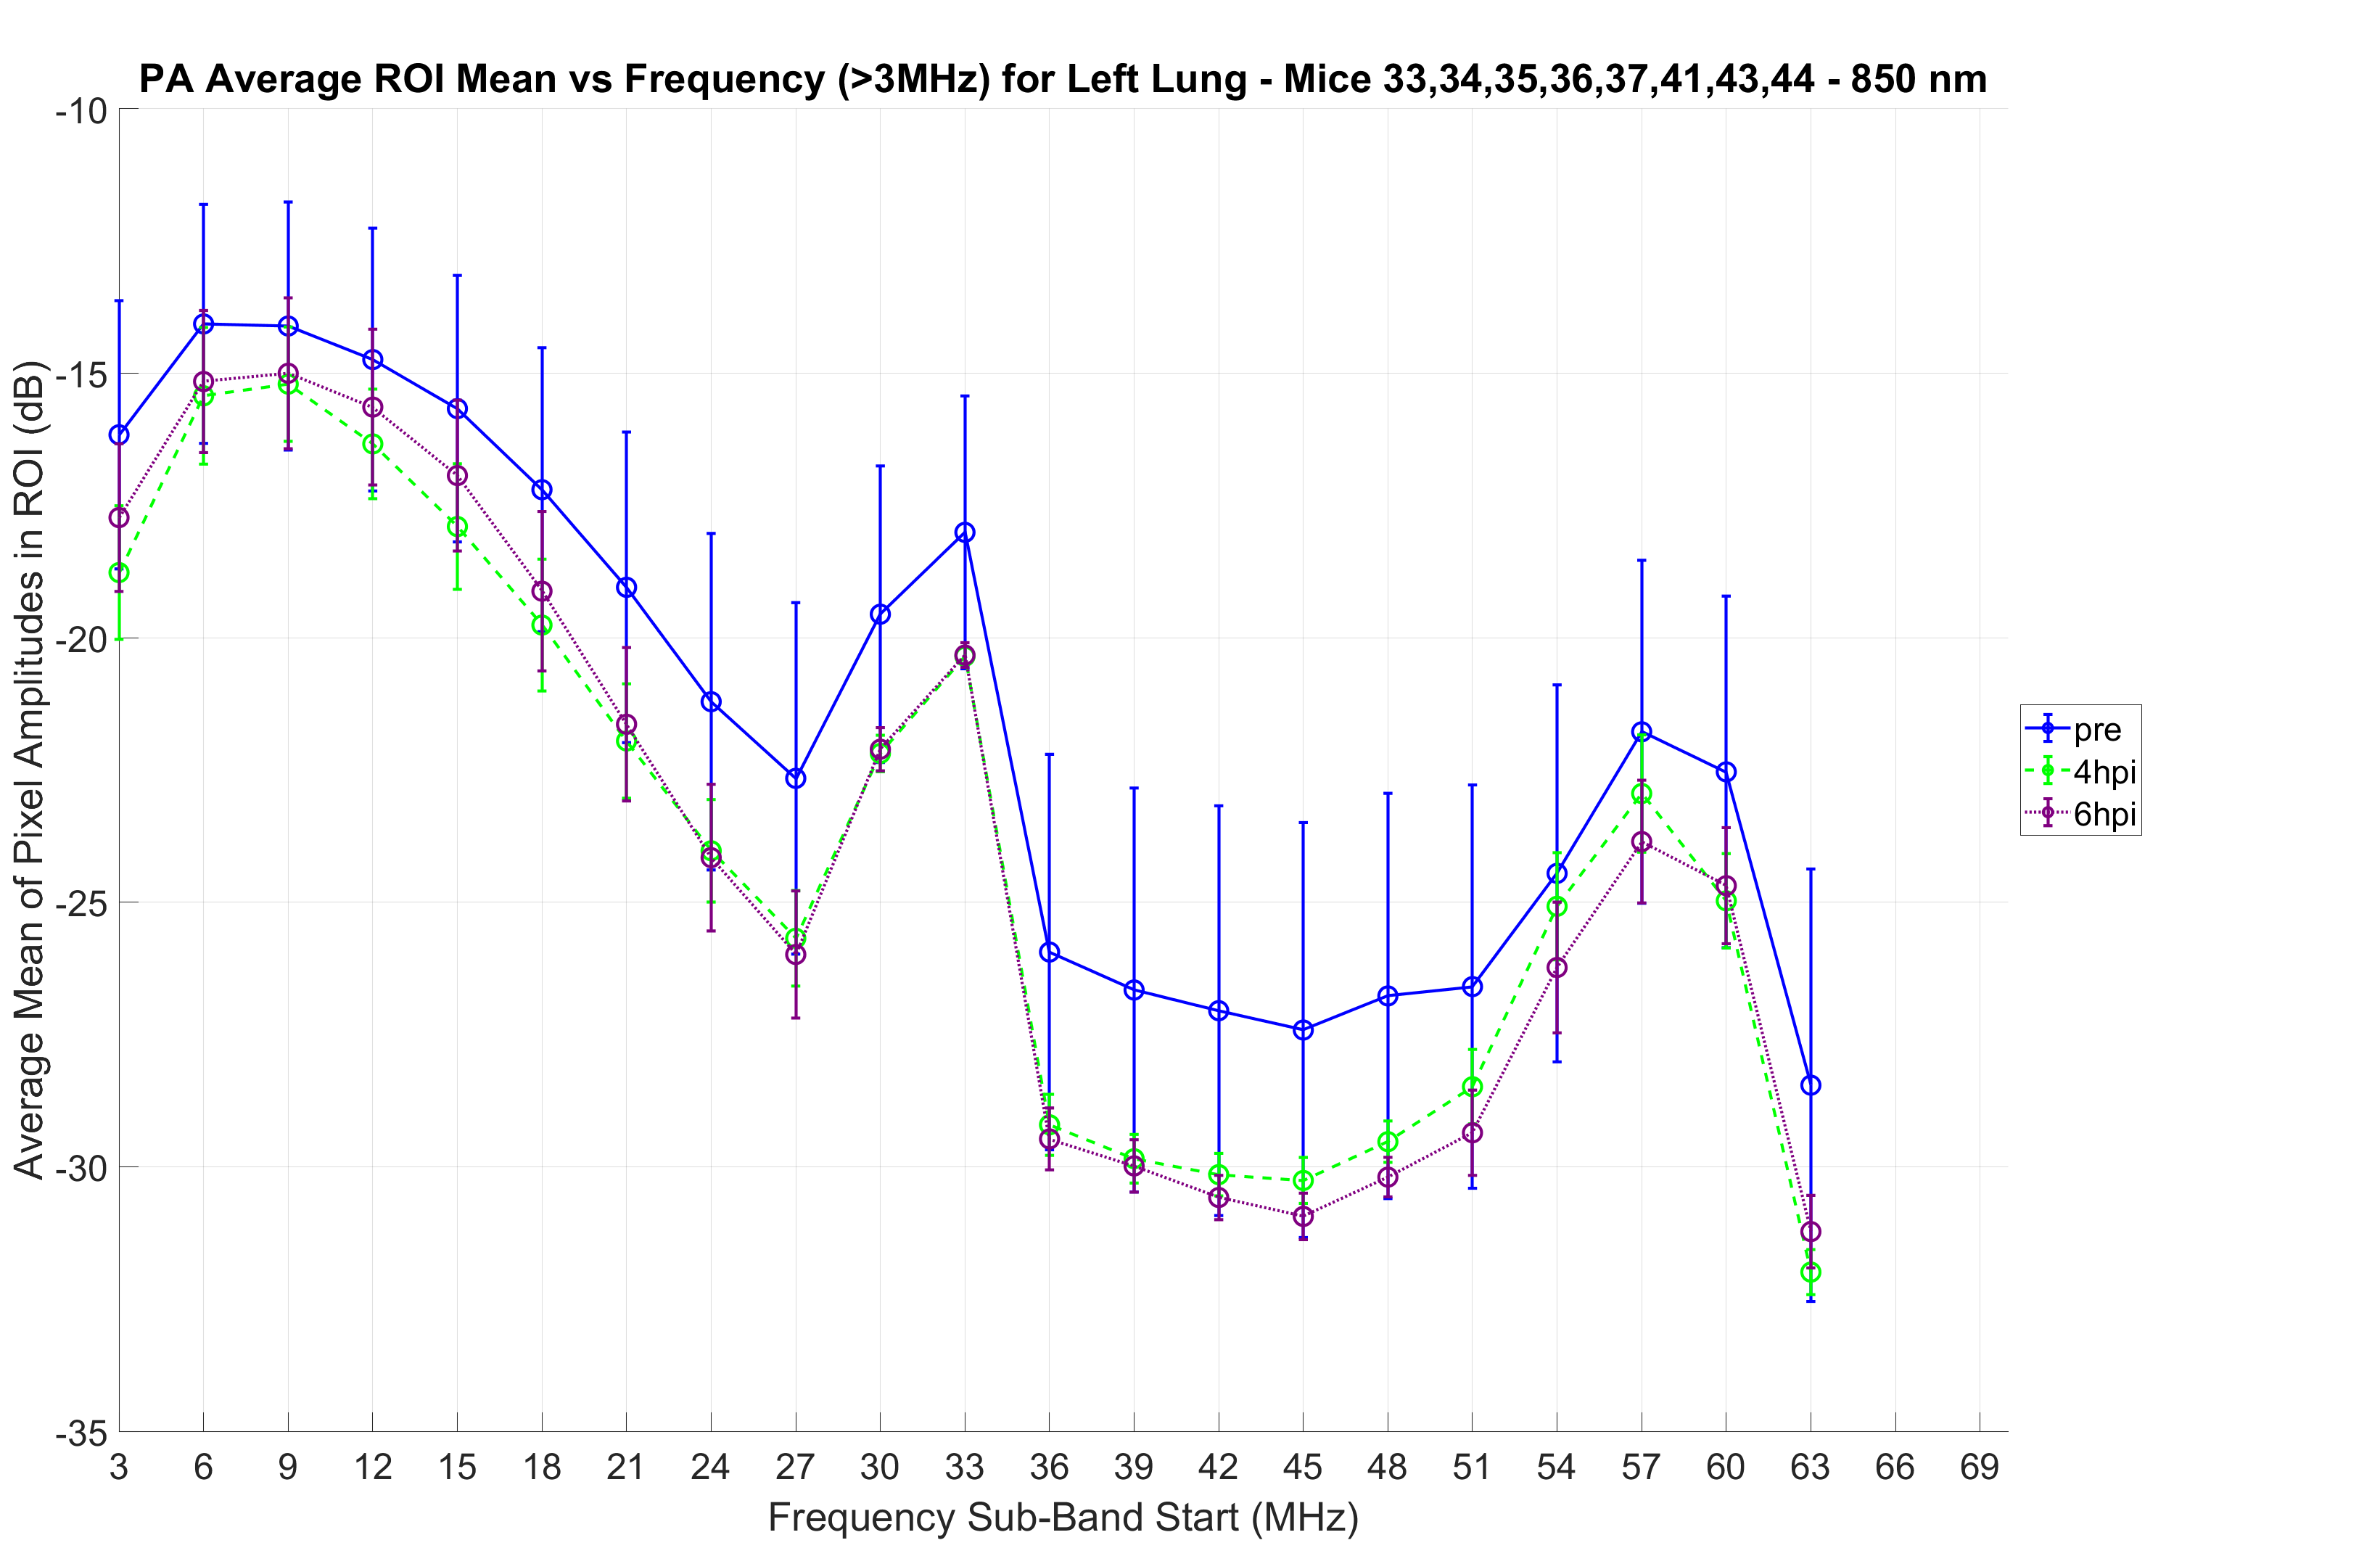 PA Average ROI Mean vs Frequency (>3MHz) for Left Lung - Mice 33,34,35,36,37,41,43,44 - 850 nm
Average Mean of Pixel Amplitudes in ROI (dB)
-10
-15
-20
-25
-30
-35
3 6 9 12 15 18 21 24 27 30 33 36 39 42 45 48 51 54 57 60 63 66 69
Frequency Sub-Band Start (MHz)
pre
4hpi
6hpi